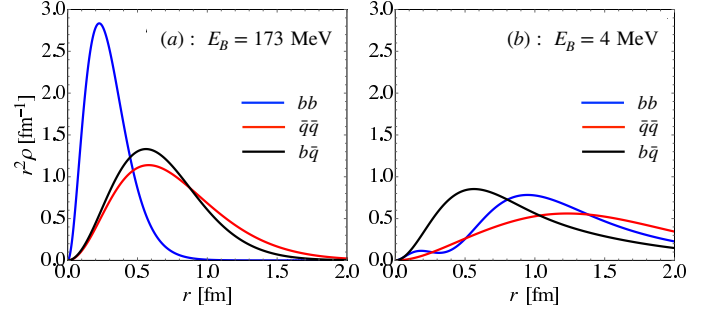 (a) : E_B = 173 MeV
bb
q̄q̄
bq̄
r²ρ [fm⁻¹]
3.0
2.5
2.0
1.5
1.0
0.5
0.0
0.0 0.5 1.0 1.5 2.0
r [fm]
(b) : E_B = 4 MeV
bb
q̄q̄
bq̄
3.0
2.5
2.0
1.5
1.0
0.5
0.0
0.0 0.5 1.0 1.5 2.0
r [fm]